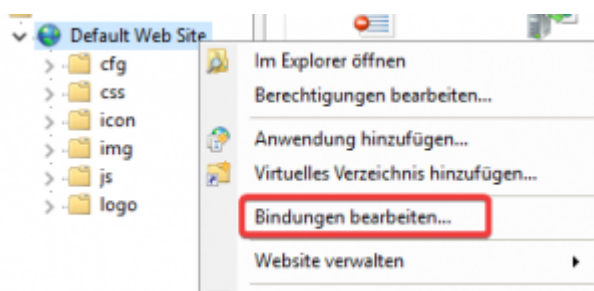 Default Web Site
cfg
css
icon
img
js
logo
Im Explorer öffnen
Berechtigungen bearbeiten...
Anwendung hinzufügen...
Virtuelles Verzeichnis hinzufügen...
Bindungen bearbeiten...
Website verwalten